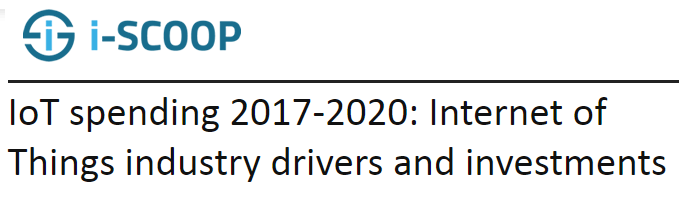 i-SCOOP
IoT spending 2017-2020: Internet of
Things industry drivers and investments